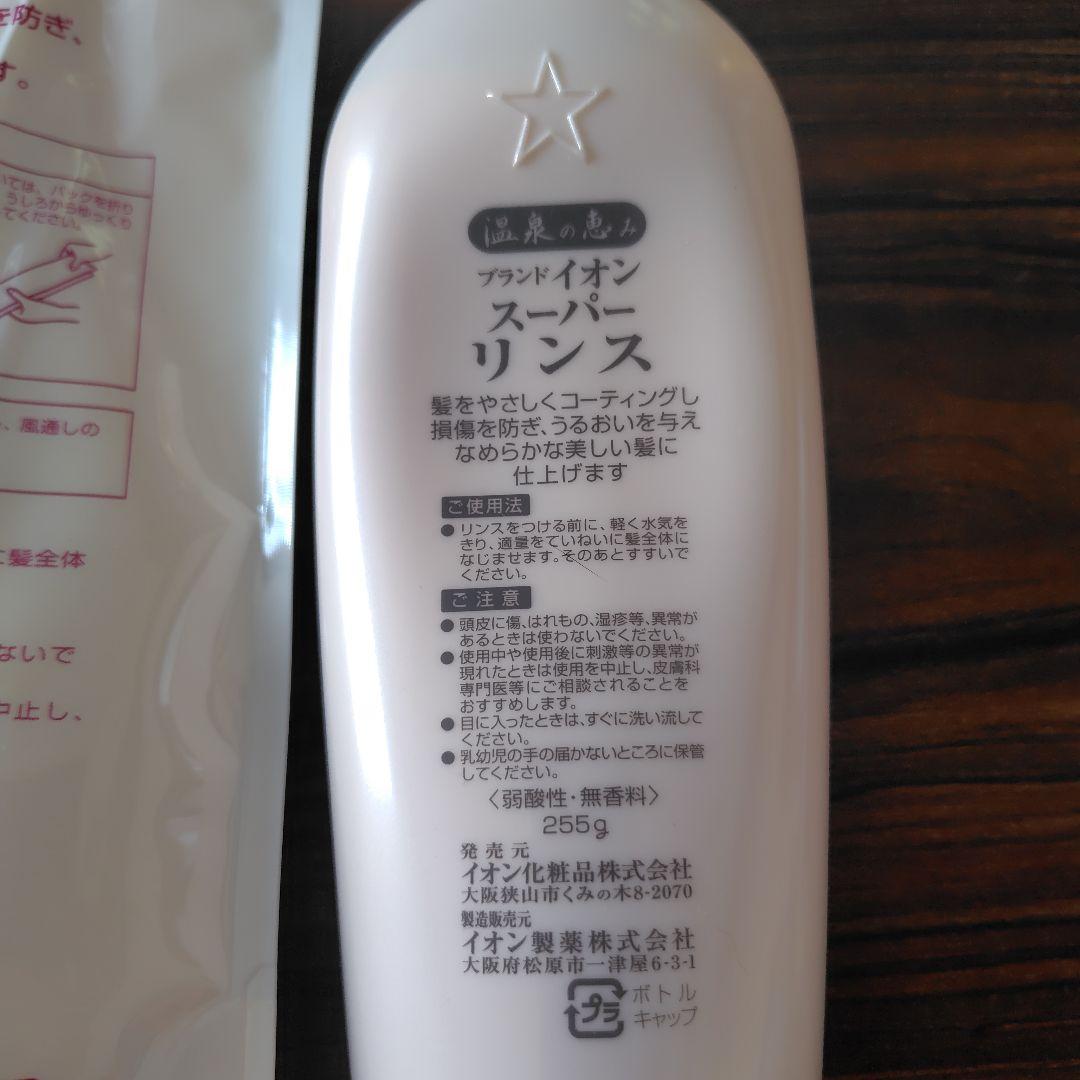 を防ぎ、
す。
いては、パックを折り
うしろからゆっくり
てください。
、風通しの
に髪全体
ないで
中止し、
温泉の恵み
ブランドイオン
スーパー
リンス
髪をやさしくコーティングし
損傷を防ぎ、うるおいを与え
なめらかな美しい髪に
仕上げます
ご使用法
●リンスをつける前に、軽く水気を
きり、適量をていねいに髪全体に
なじませます。そのあとすすいで
ください。
ご注意
●頭皮に傷、はれもの、湿疹等、異常が
あるときは使わないでください。
●使用中や使用後に刺激等の異常が
現れたときは使用を中止し、皮膚科
専門医等にご相談されることを
おすすめします。
●目に入ったときは、すぐに洗い流して
ください。
●乳幼児の手の届かないところに保管
してください。
〈弱酸性・無香料〉
255g
発売元
イオン化粧品株式会社
大阪狭山市くみの木8-2070
製造販売元
イオン製薬株式会社
大阪府松原市一津屋6-3-1
プラ
ボトル
キャップ